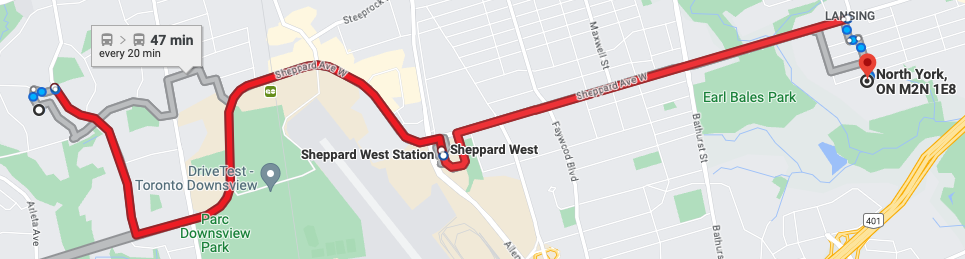 Steeprock
LANSING
47 min
every 20 min
Maxwell St
Sheppard Ave W
North York,
ON M2N 1E8
Sheppard Ave W
Earl Bales Park
Sheppard West
Sheppard West Station
Faywood Blvd
Bathurst St
DriveTest -
Toronto Downsview
Arleta Ave
Parc
Downsview
Park
401
Allen
Bathurst